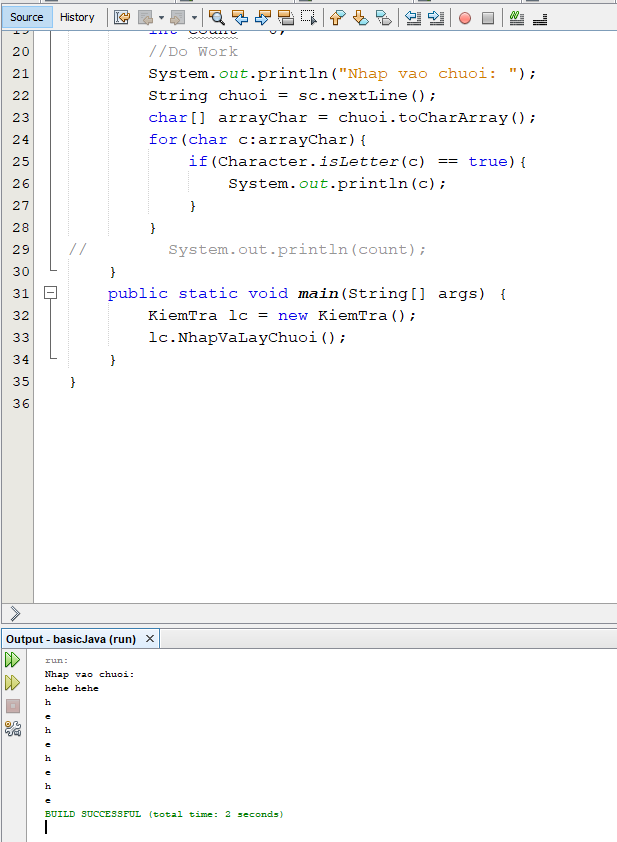 Source History
int count = 0;
20 //Do Work
21 System.out.println("Nhap vao chuoi: ");
22 String chuoi = sc.nextLine();
23 char[] arrayChar = chuoi.toCharArray();
24 for(char c:arrayChar){
25 if(Character.isLetter(c) == true){
26 System.out.println(c);
27 }
28 }
29 // System.out.println(count);
30 }
31 public static void main(String[] args) {
32 KiemTra lc = new KiemTra();
33 lc.NhapVaLayChuoi();
34 }
35 }
36
Output - basicJava (run) ×
run:
Nhap vao chuoi:
hehe hehe
h
e
h
e
h
e
h
e
BUILD SUCCESSFUL (total time: 2 seconds)